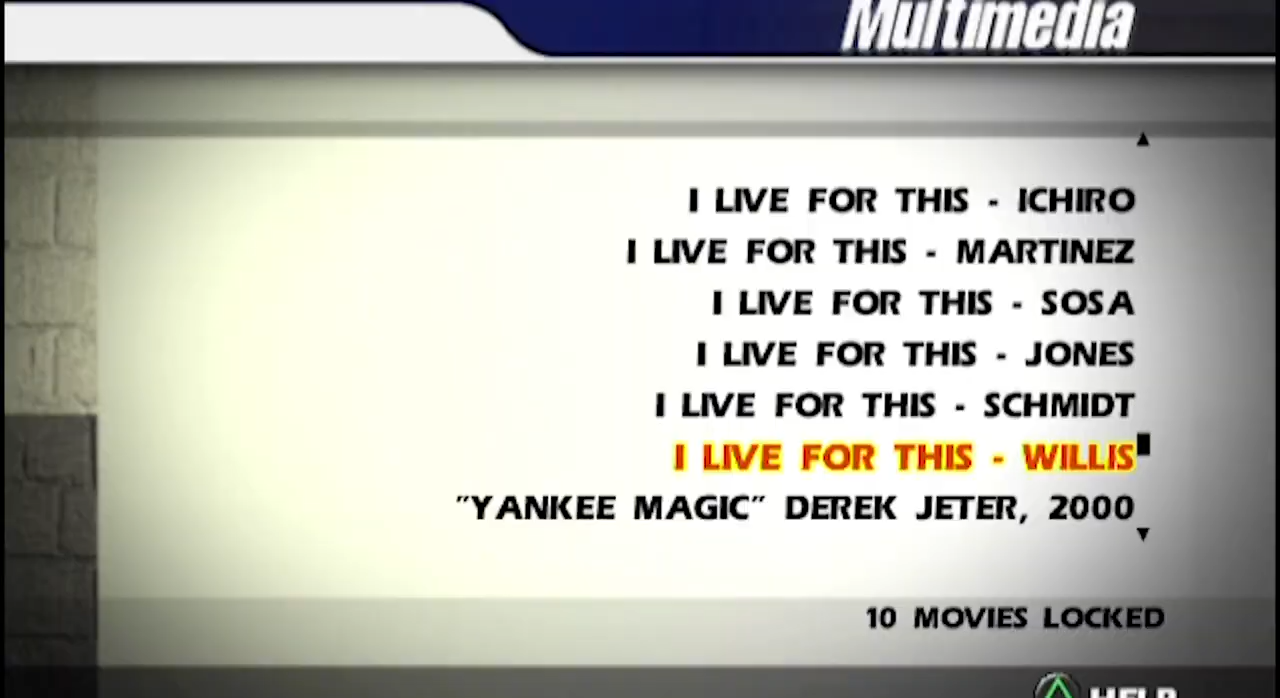 Multimedia
I LIVE FOR THIS - ICHIRO
I LIVE FOR THIS - MARTINEZ
I LIVE FOR THIS - SOSA
I LIVE FOR THIS - JONES
I LIVE FOR THIS - SCHMIDT
I LIVE FOR THIS - WILLIS
"YANKEE MAGIC" DEREK JETER, 2000
10 MOVIES LOCKED
HELP